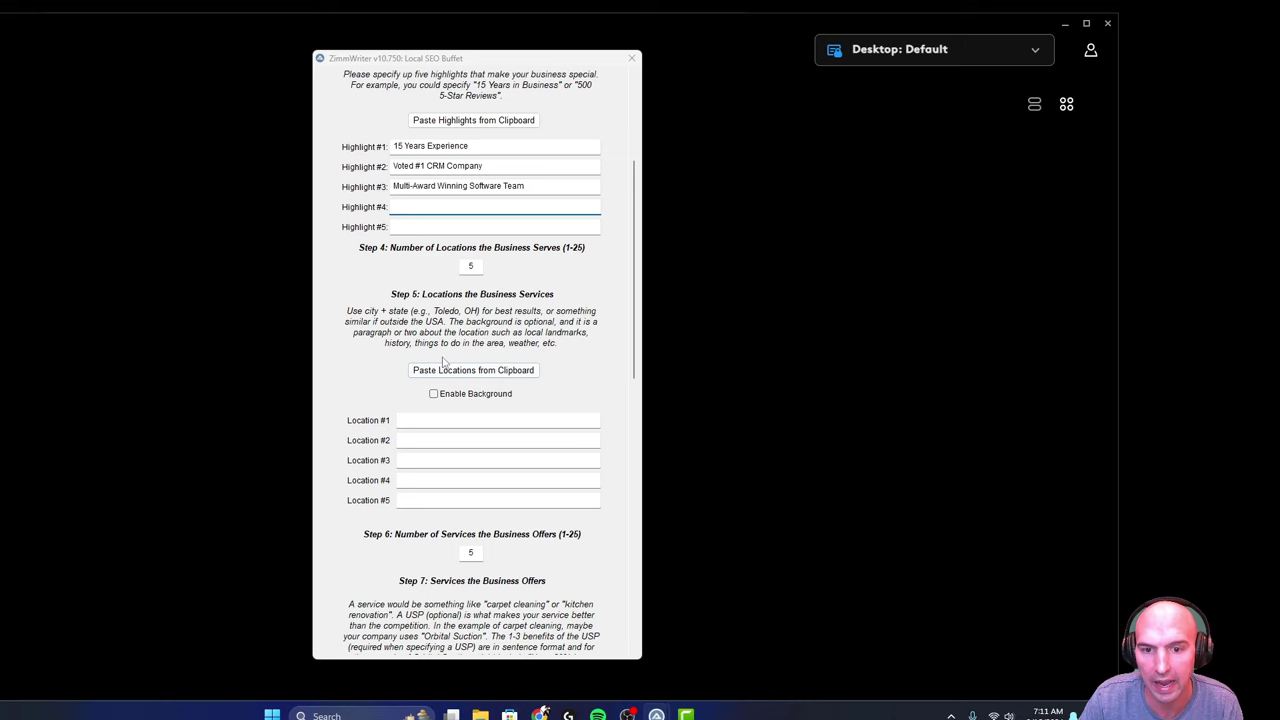 Desktop: Default
ZimmWriter v10.750: Local SEO Buffet
Please specify up five highlights that make your business special.
For example, you could specify "15 Years in Business" or "500
5-Star Reviews".
Paste Highlights from Clipboard
Highlight #1: 15 Years Experience
Highlight #2: Voted #1 CRM Company
Highlight #3: Multi-Award Winning Software Team
Highlight #4:
Highlight #5:
Step 4: Number of Locations the Business Serves (1-25)
5
Step 5: Locations the Business Services
Use city + state (e.g., Toledo, OH) for best results, or something
similar if outside the USA. The background is optional, and it is a
paragraph or two about the location such as local landmarks,
history, things to do in the area, weather, etc.
Paste Locations from Clipboard
Enable Background
Location #1
Location #2
Location #3
Location #4
Location #5
Step 6: Number of Services the Business Offers (1-25)
5
Step 7: Services the Business Offers
A service would be something like "carpet cleaning" or "kitchen
renovation". A USP (optional) is what makes your service better
than the competition. In the example of carpet cleaning, maybe
your company uses "Orbital Suction". The 1-3 benefits of the USP
(required when specifying a USP) are in sentence format and for
Search
7:11 AM